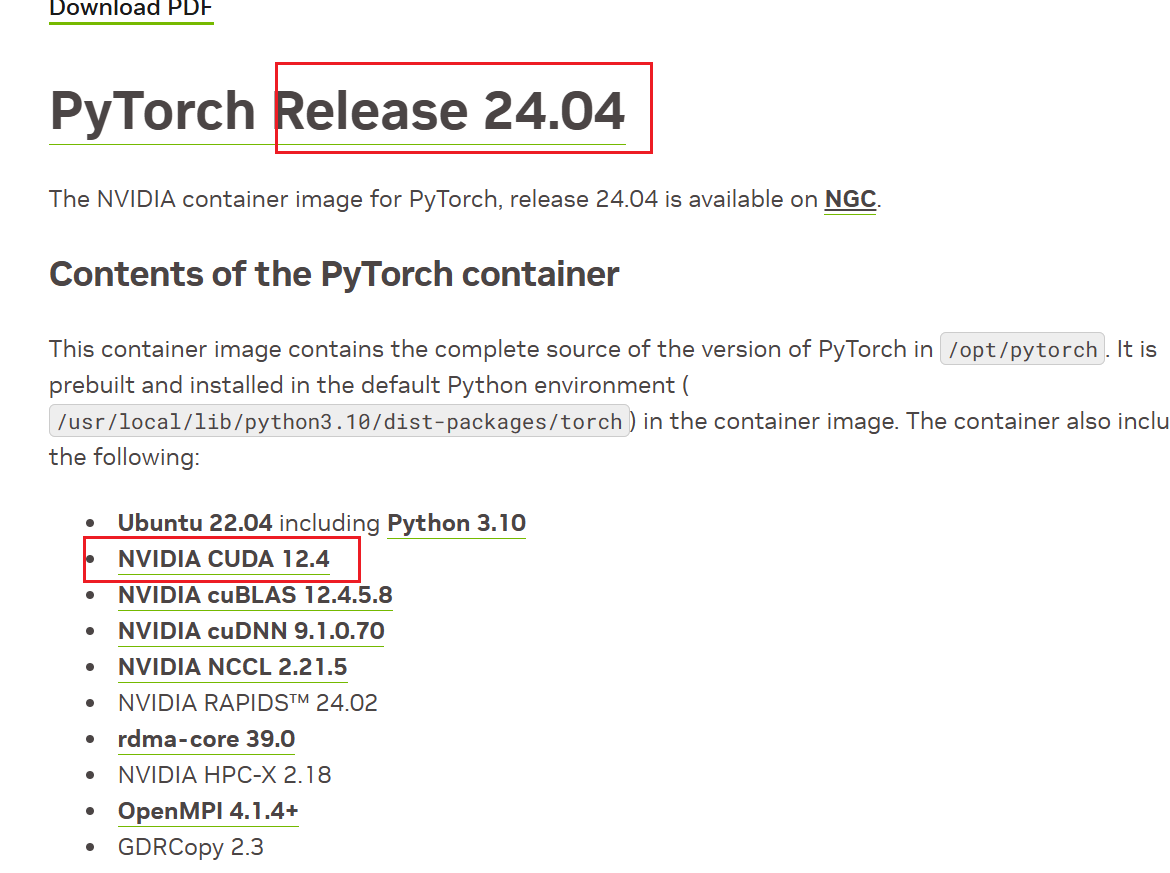 Download PDF
PyTorch Release 24.04
The NVIDIA container image for PyTorch, release 24.04 is available on NGC.
Contents of the PyTorch container
This container image contains the complete source of the version of PyTorch in /opt/pytorch. It is
prebuilt and installed in the default Python environment (
/usr/local/lib/python3.10/dist-packages/torch) in the container image. The container also inclu
the following:
• Ubuntu 22.04 including Python 3.10
• NVIDIA CUDA 12.4
• NVIDIA cuBLAS 12.4.5.8
• NVIDIA cuDNN 9.1.0.70
• NVIDIA NCCL 2.21.5
• NVIDIA RAPIDS™ 24.02
• rdma-core 39.0
• NVIDIA HPC-X 2.18
• OpenMPI 4.1.4+
• GDRCopy 2.3